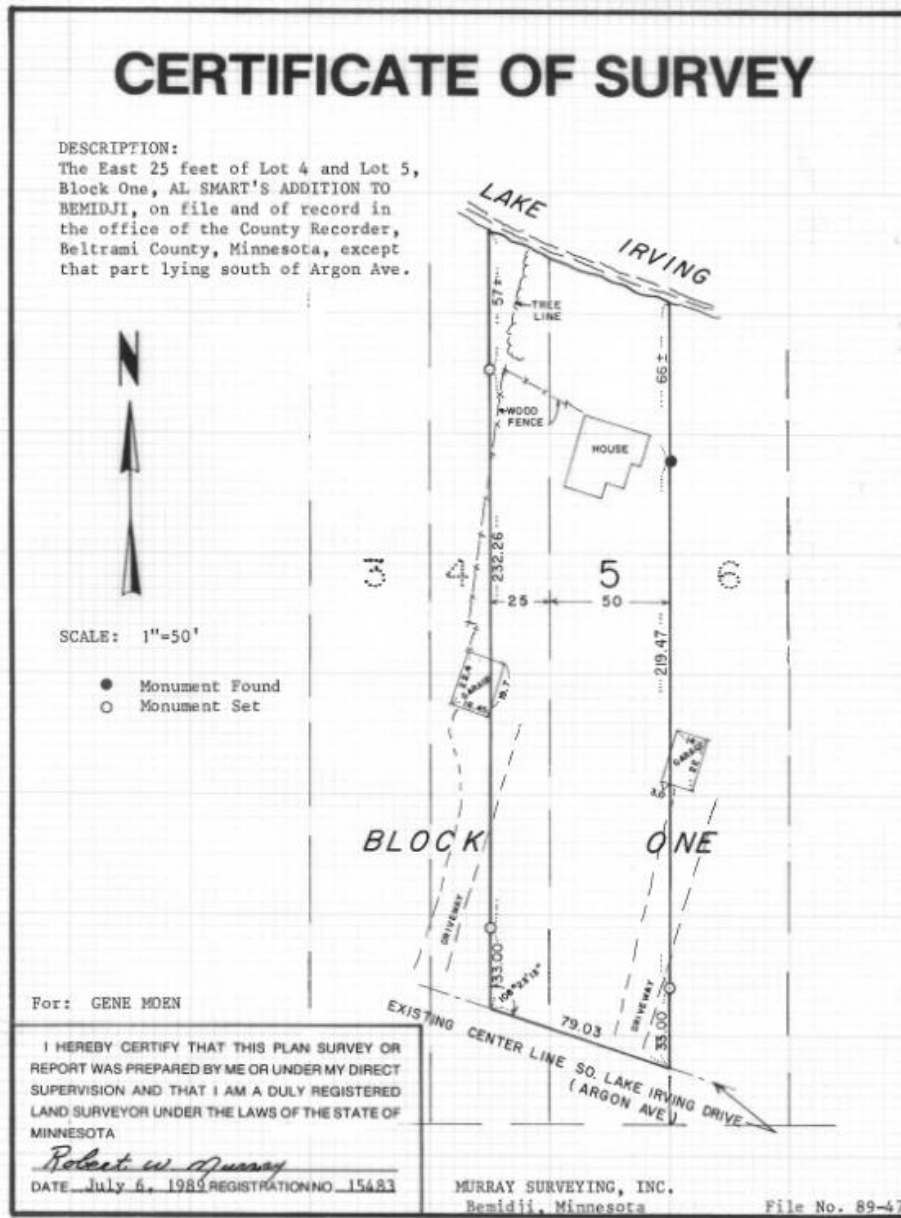 CERTIFICATE OF SURVEY
DESCRIPTION:
The East 25 feet of Lot 4 and Lot 5,
Block One, AL SMART'S ADDITION TO
BEMIDJI, on file and of record in
the office of the County Recorder,
Beltrami County, Minnesota, except
that part lying south of Argon Ave.
LAKE IRVING
57±
TREE
LINE
66±
N
WOOD
FENCE
HOUSE
232.26
3
4
5
6
25
50
SCALE: 1"=50'
219.47
● Monument Found
○ Monument Set
22.4
GARAGE
19.7
GARAGE
22
3.6
BLOCK ONE
DRIVEWAY
33.00
79.03
DRIVEWAY
33.00
For: GENE MOEN
EXISTING CENTER LINE SO. LAKE IRVING DRIVE
(ARGON AVE)
I HEREBY CERTIFY THAT THIS PLAN SURVEY OR
REPORT WAS PREPARED BY ME OR UNDER MY DIRECT
SUPERVISION AND THAT I AM A DULY REGISTERED
LAND SURVEYOR UNDER THE LAWS OF THE STATE OF
MINNESOTA
Robert W Murray
DATE July 6, 1989 REGISTRATION NO 15483
MURRAY SURVEYING, INC.
Bemidji, Minnesota
File No. 89-47